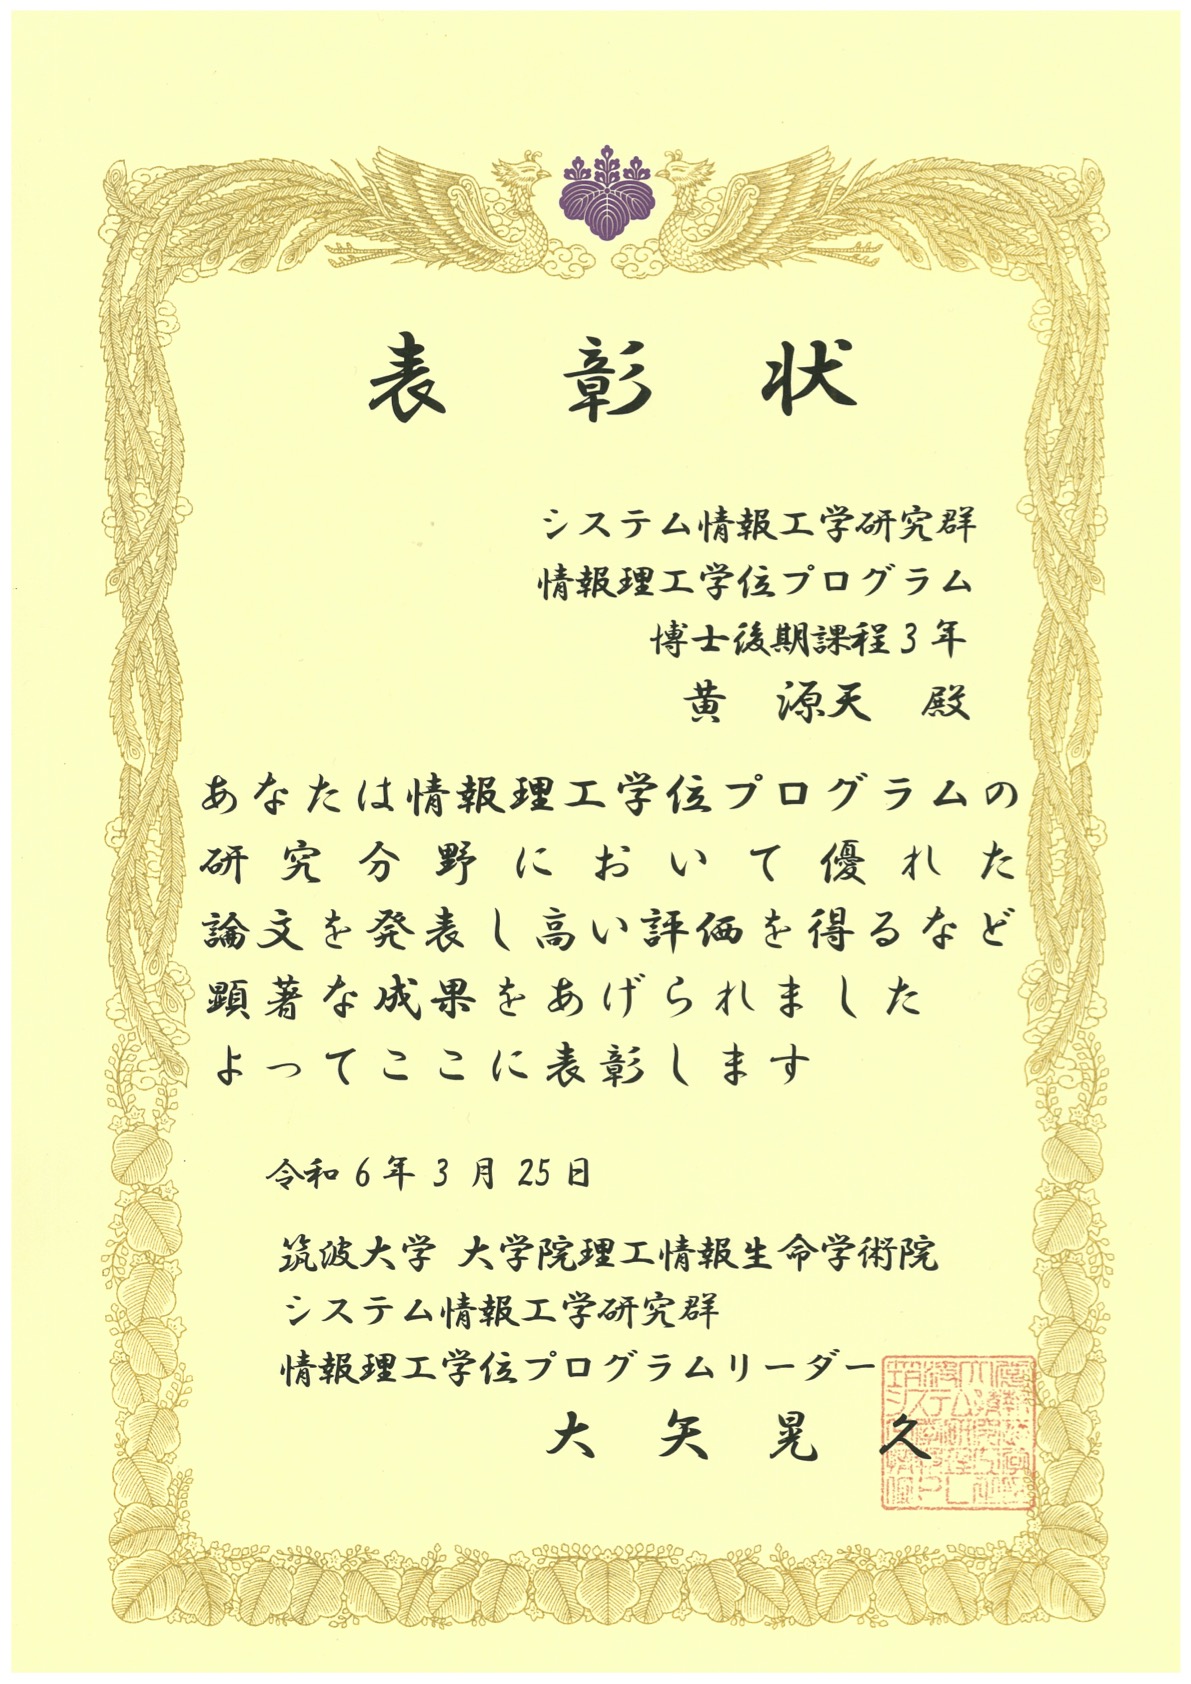 表彰状
システム情報工学研究群
情報理工学位プログラム
博士後期課程3年
黄 源天 殿
あなたは情報理工学位プログラムの
研究分野において優れた
論文を発表し高い評価を得るなど
顕著な成果をあげられました
よってここに表彰します
令和6年3月25日
筑波大学 大学院理工情報生命学術院
システム情報工学研究群
情報理工学位プログラムリーダー
大矢晃久